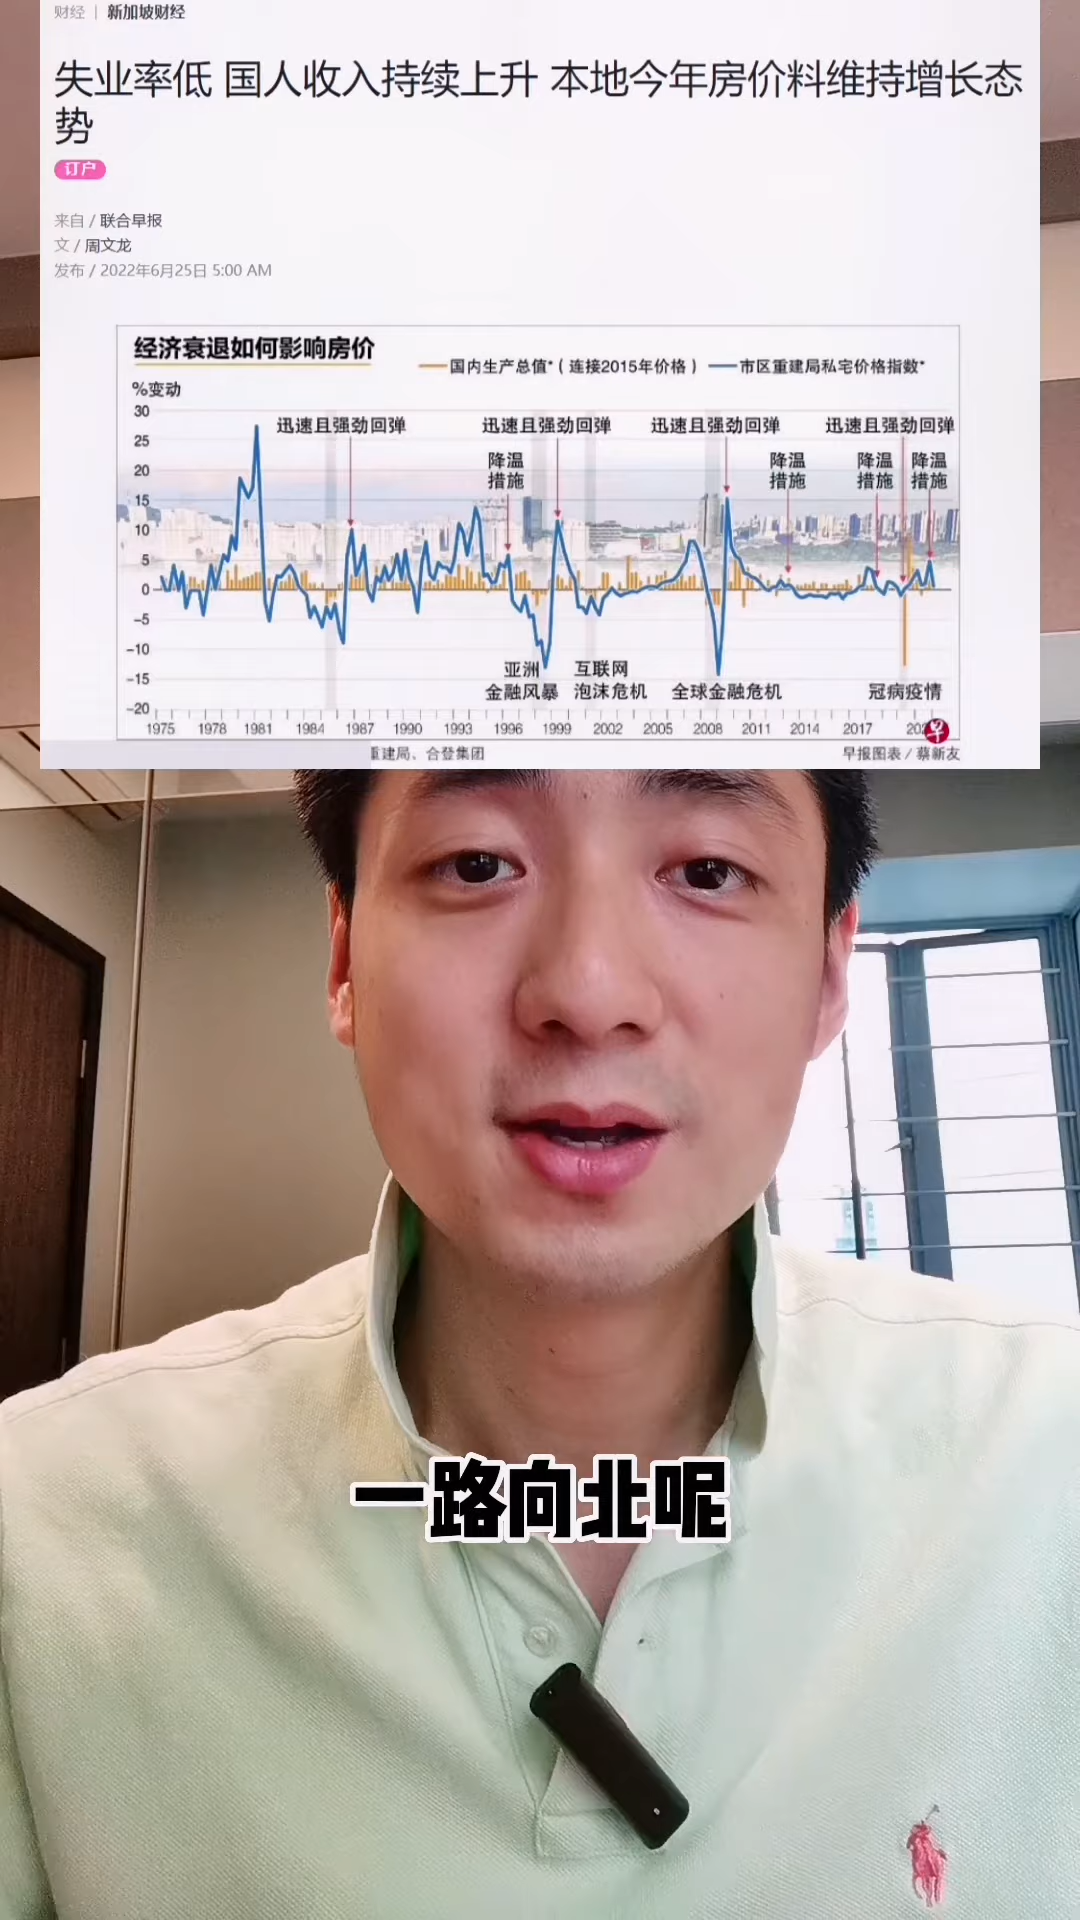 财经 | 新加坡财经
失业率低 国人收入持续上升 本地今年房价料维持增长态
势
订户
来自 / 联合早报
文 / 周文龙
发布 / 2022年6月25日 5:00 AM
经济衰退如何影响房价
国内生产总值*（连接2015年价格） 市区重建局私宅价格指数*
%变动
30
25
20
15
10
5
0
-5
-10
-15
-20
迅速且强劲回弹 迅速且强劲回弹 迅速且强劲回弹 迅速且强劲回弹
降温 降温 降温 降温
措施 措施 措施 措施
亚洲 互联网
金融风暴 泡沫危机 全球金融危机 冠病疫情
1975 1978 1981 1984 1987 1990 1993 1996 1999 2002 2005 2008 2011 2014 2017
早
重建局、合登集团 早报图表 / 蔡新友
一路向北呢